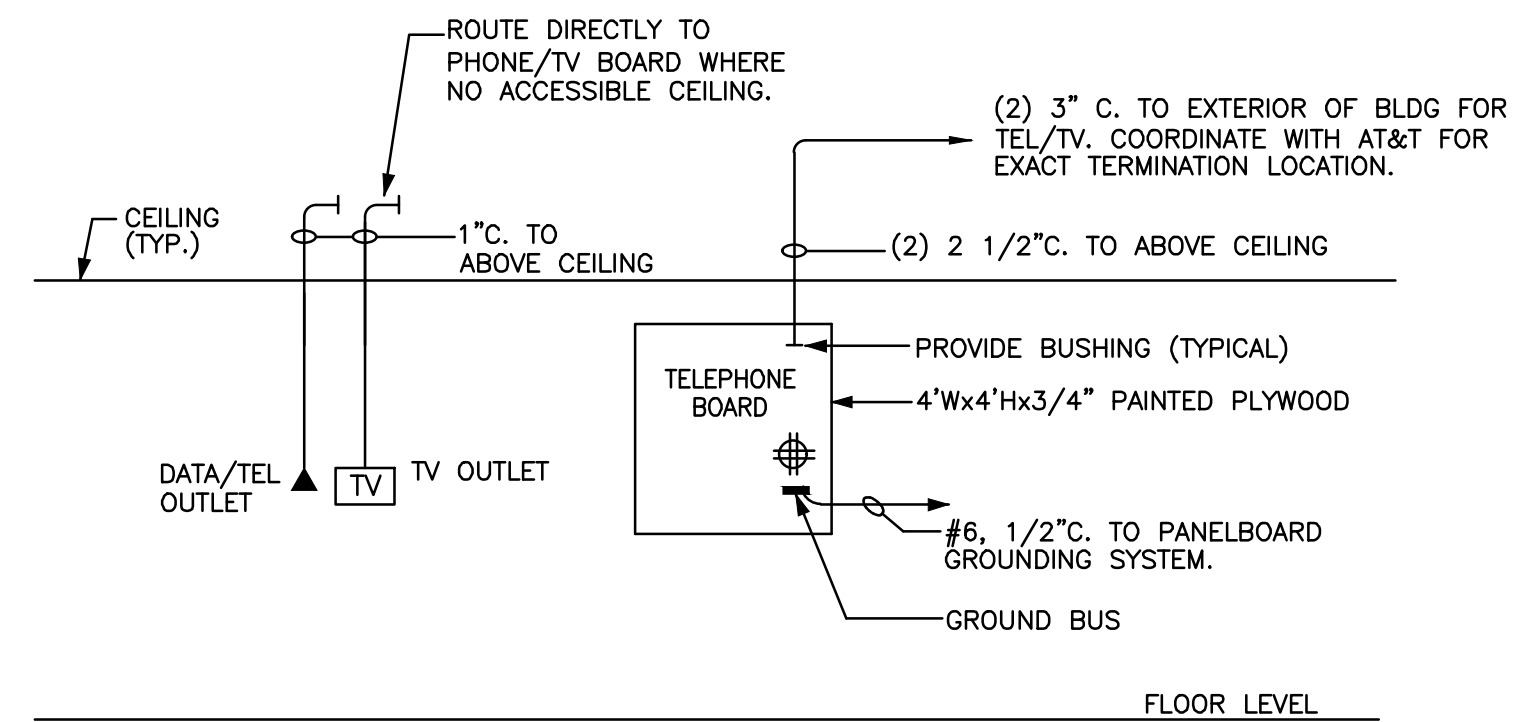 ROUTE DIRECTLY TO
PHONE/TV BOARD WHERE
NO ACCESSIBLE CEILING.
(2) 3" C. TO EXTERIOR OF BLDG FOR
TEL/TV. COORDINATE WITH AT&T FOR
EXACT TERMINATION LOCATION.
CEILING
(TYP.)
1"C. TO
ABOVE CEILING
(2) 2 1/2"C. TO ABOVE CEILING
PROVIDE BUSHING (TYPICAL)
TELEPHONE
BOARD
4'Wx4'Hx3/4" PAINTED PLYWOOD
DATA/TEL
OUTLET
TV
TV OUTLET
#6, 1/2"C. TO PANELBOARD
GROUNDING SYSTEM.
GROUND BUS
FLOOR LEVEL